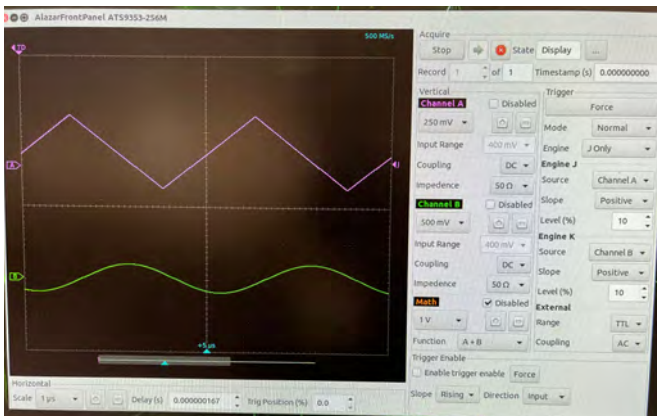 AlazarFrontPanel ATS9353-256M
500 MS/s
TD
A
J
B
+5 µs
Horizontal
Scale 1 µs Delay (s) 0.000000167 Trig Position (%) 0.0
Acquire
Stop State Display ...
Record 1 of 1 Timestamp (s) 0.000000000
Vertical
Channel A Disabled
250 mV
Input Range 400 mV
Coupling DC
Impedance 50 Ω
Channel B Disabled
500 mV
Input Range 400 mV
Coupling DC
Impedance 50 Ω
Math Disabled
1 V
Function A + B
Trigger
Force
Mode Normal
Engine J Only
Engine J
Source Channel A
Slope Positive
Level (%) 10
Engine K
Source Channel B
Slope Positive
Level (%) 10
External
Range TTL
Coupling AC
Trigger Enable
Enable trigger enable Force
Slope Rising Direction Input